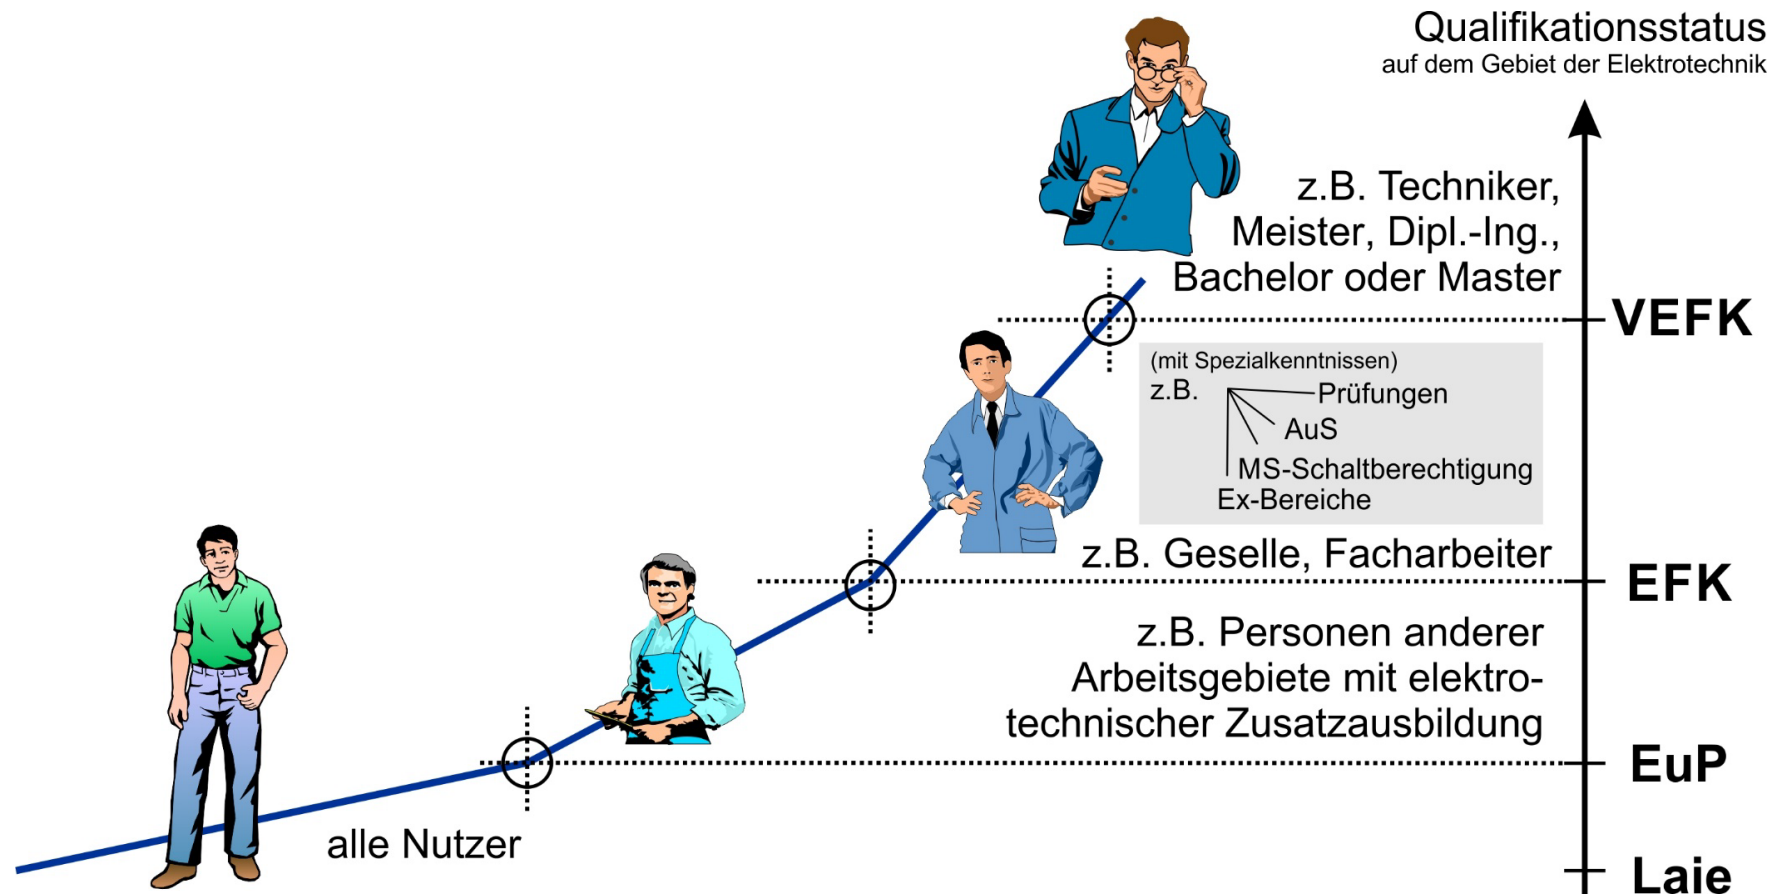 Qualifikationsstatus
auf dem Gebiet der Elektrotechnik
z.B. Techniker,
Meister, Dipl.-Ing.,
Bachelor oder Master
VEFK
(mit Spezialkenntnissen)
z.B.
Prüfungen
AuS
MS-Schaltberechtigung
Ex-Bereiche
z.B. Geselle, Facharbeiter
EFK
z.B. Personen anderer
Arbeitsgebiete mit elektro-
technischer Zusatzausbildung
EuP
alle Nutzer
Laie